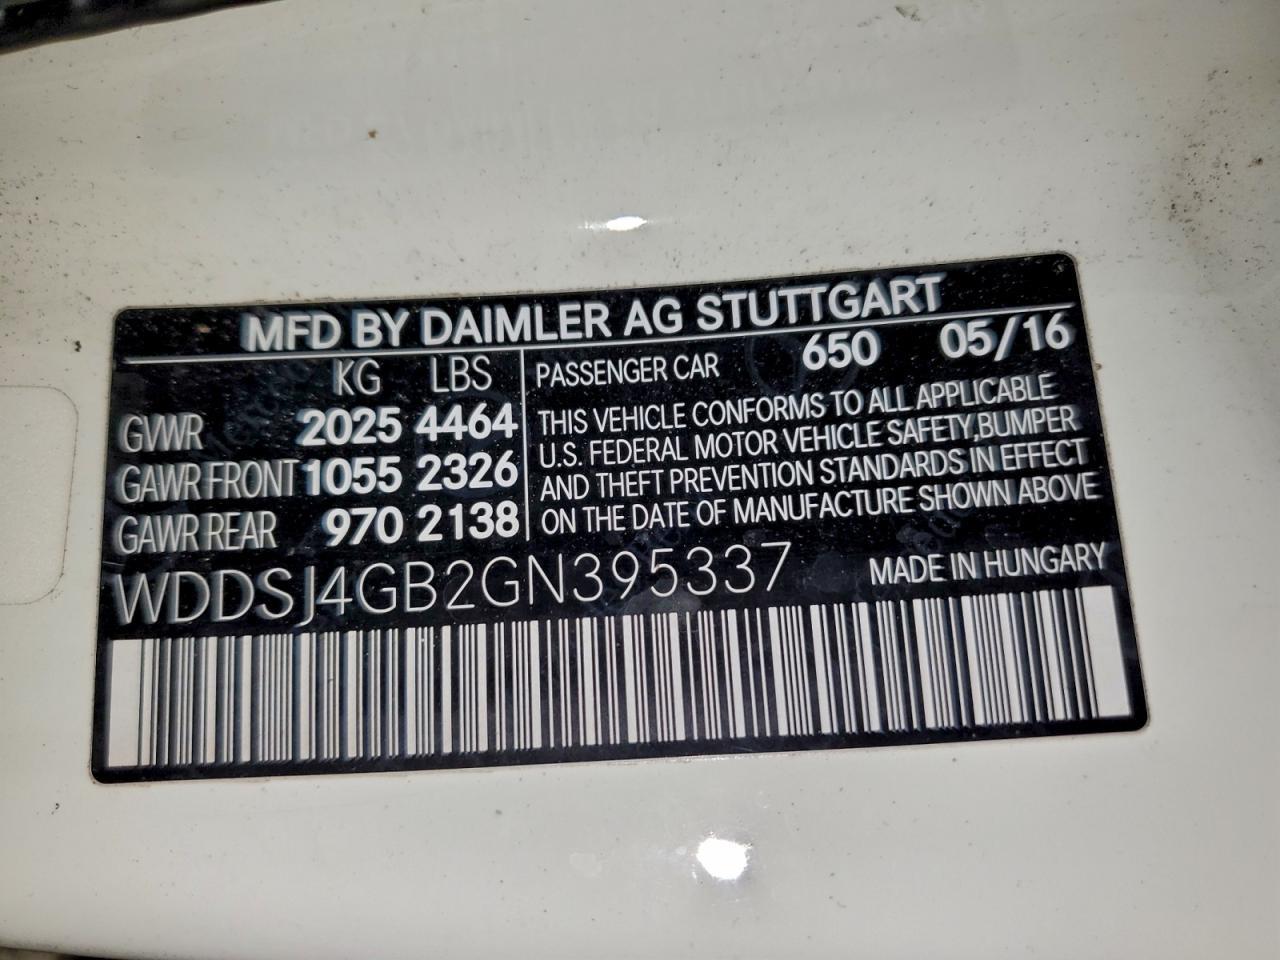 MFD BY DAIMLER AG STUTTGART
KG LBS
PASSENGER CAR 650 05/16
GVWR 2025 4464
GAWR FRONT 1055 2326
GAWR REAR 970 2138
THIS VEHICLE CONFORMS TO ALL APPLICABLE
U.S. FEDERAL MOTOR VEHICLE SAFETY,BUMPER
AND THEFT PREVENTION STANDARDS IN EFFECT
ON THE DATE OF MANUFACTURE SHOWN ABOVE
WDDSJ4GB2GN395337 MADE IN HUNGARY